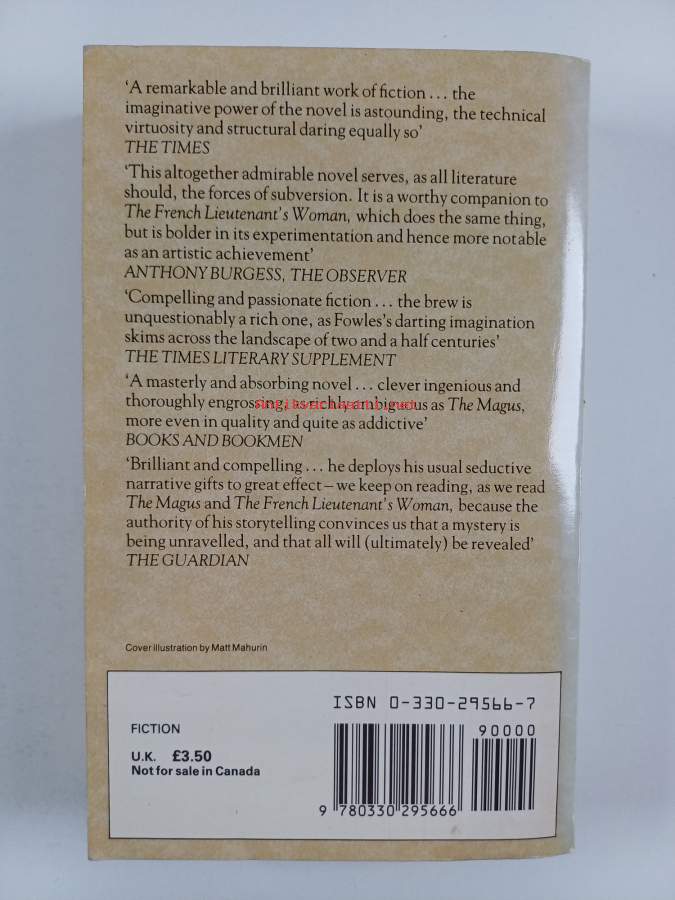 ‘A remarkable and brilliant work of fiction . . . the
imaginative power of the novel is astounding, the technical
virtuosity and structural daring equally so’
THE TIMES
‘This altogether admirable novel serves, as all literature
should, the forces of subversion. It is a worthy companion to
The French Lieutenant's Woman, which does the same thing,
but is bolder in its experimentation and hence more notable
as an artistic achievement’
ANTHONY BURGESS, THE OBSERVER
‘Compelling and passionate fiction . . . the brew is
unquestionably a rich one, as Fowles's darting imagination
skims across the landscape of two and a half centuries’
THE TIMES LITERARY SUPPLEMENT
‘A masterly and absorbing novel . . . clever ingenious and
thoroughly engrossing, as richly ambiguous as The Magus,
more even in quality and quite as addictive’
BOOKS AND BOOKMEN
‘Brilliant and compelling . . . he deploys his usual seductive
narrative gifts to great effect – we keep on reading, as we read
The Magus and The French Lieutenant's Woman, because the
authority of his storytelling convinces us that a mystery is
being unravelled, and that all will (ultimately) be revealed’
THE GUARDIAN
Cover illustration by Matt Mahurin
ISBN 0-330-29566-7
FICTION
90000
U.K. £3.50
Not for sale in Canada
9 780330 295666